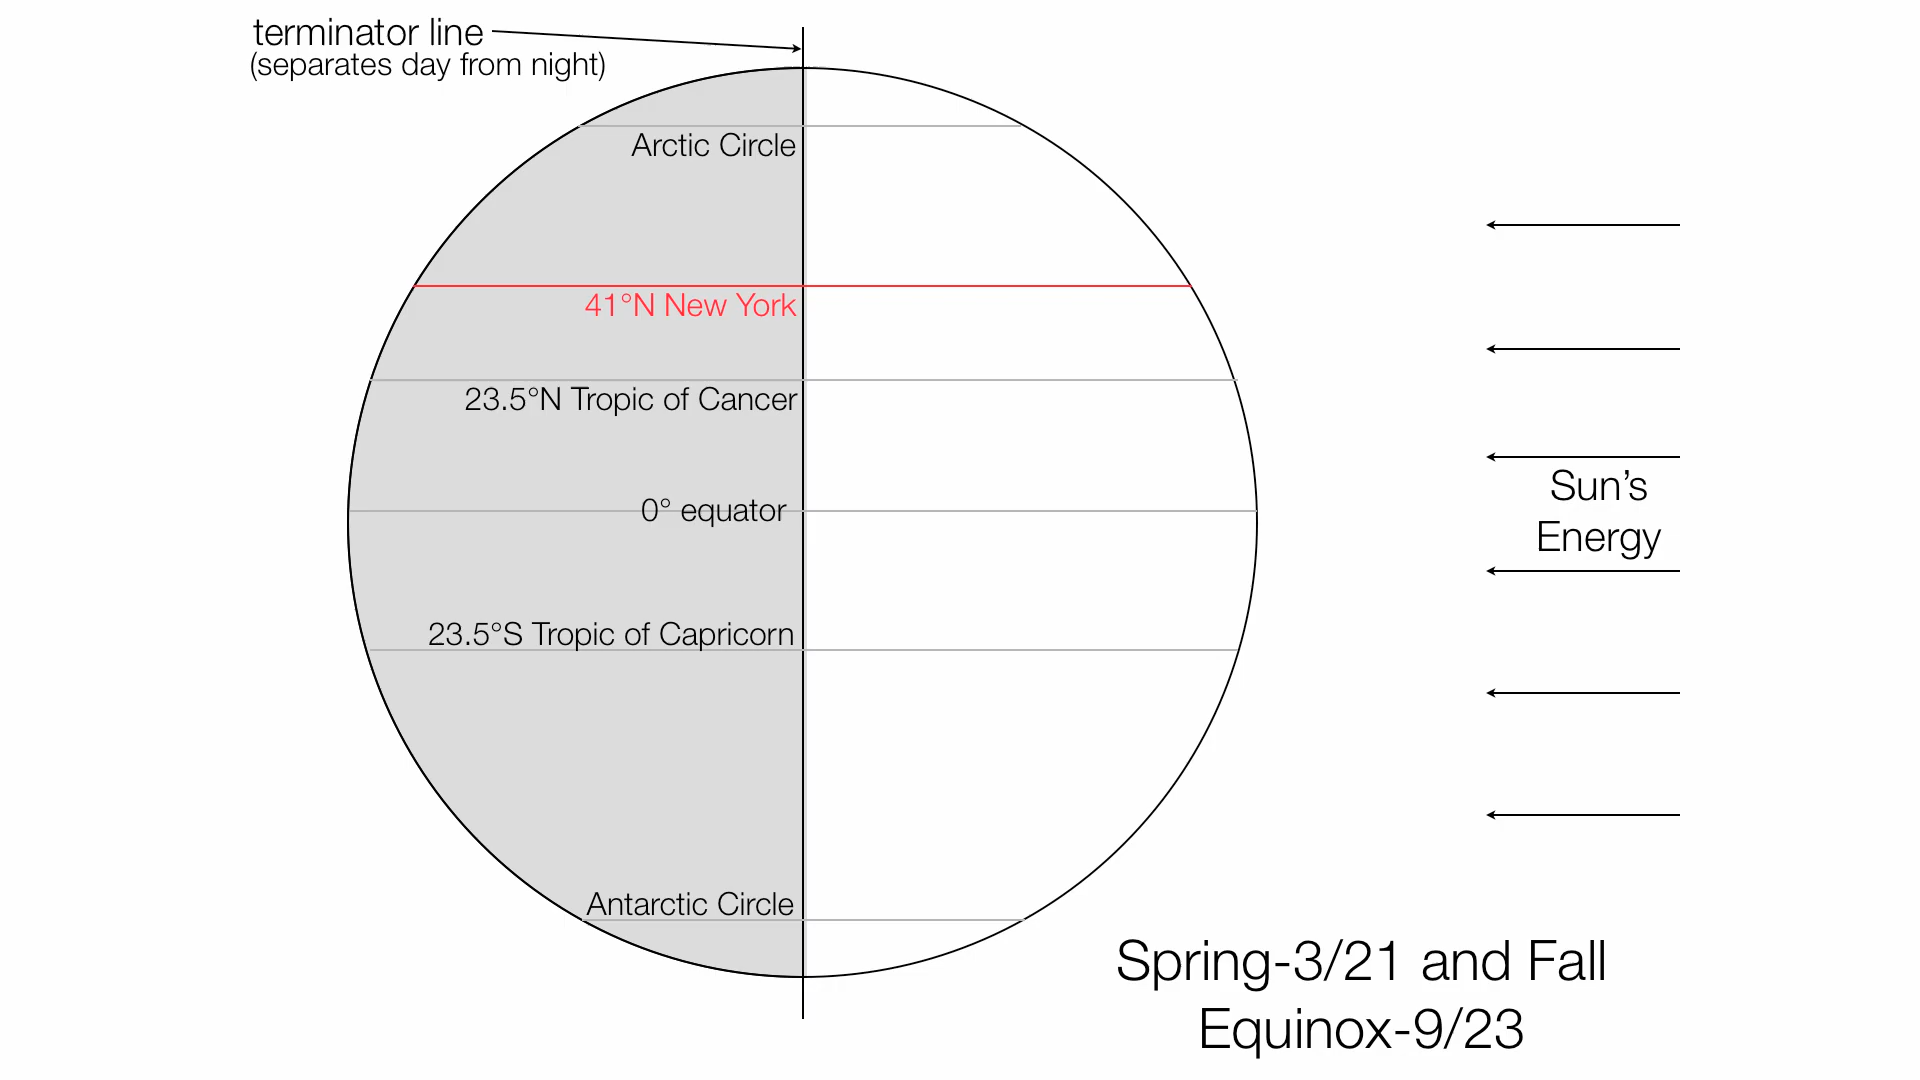 terminator line
(separates day from night)
Arctic Circle
41°N New York
23.5°N Tropic of Cancer
0° equator
23.5°S Tropic of Capricorn
Antarctic Circle
Sun’s
Energy
Spring-3/21 and Fall
Equinox-9/23